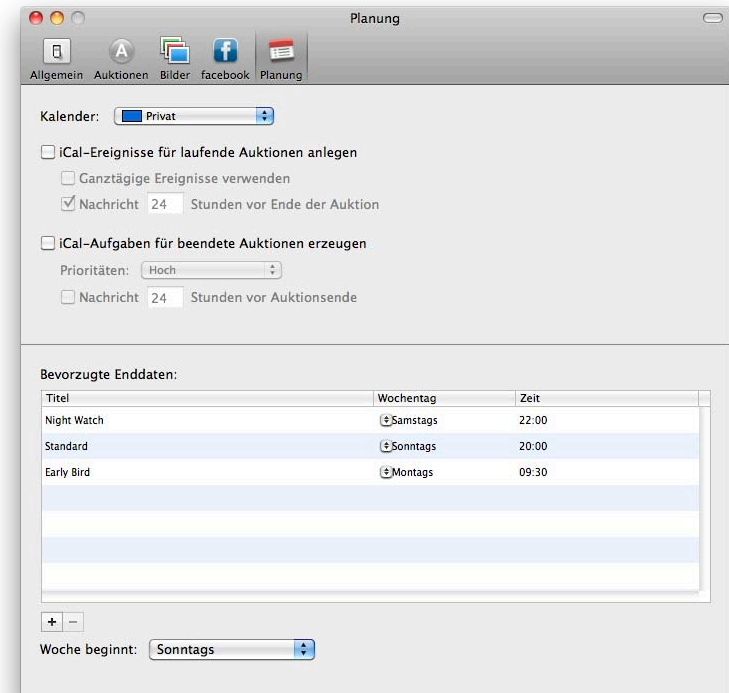 Planung
Allgemein Auktionen Bilder facebook Planung
Kalender: Privat
iCal-Ereignisse für laufende Auktionen anlegen
Ganztägige Ereignisse verwenden
Nachricht 24 Stunden vor Ende der Auktion
iCal-Aufgaben für beendete Auktionen erzeugen
Prioritäten: Hoch
Nachricht 24 Stunden vor Auktionsende
Bevorzugte Enddaten:
Titel Wochentag Zeit
Night Watch Samstags 22:00
Standard Sonntags 20:00
Early Bird Montags 09:30
Woche beginnt: Sonntags